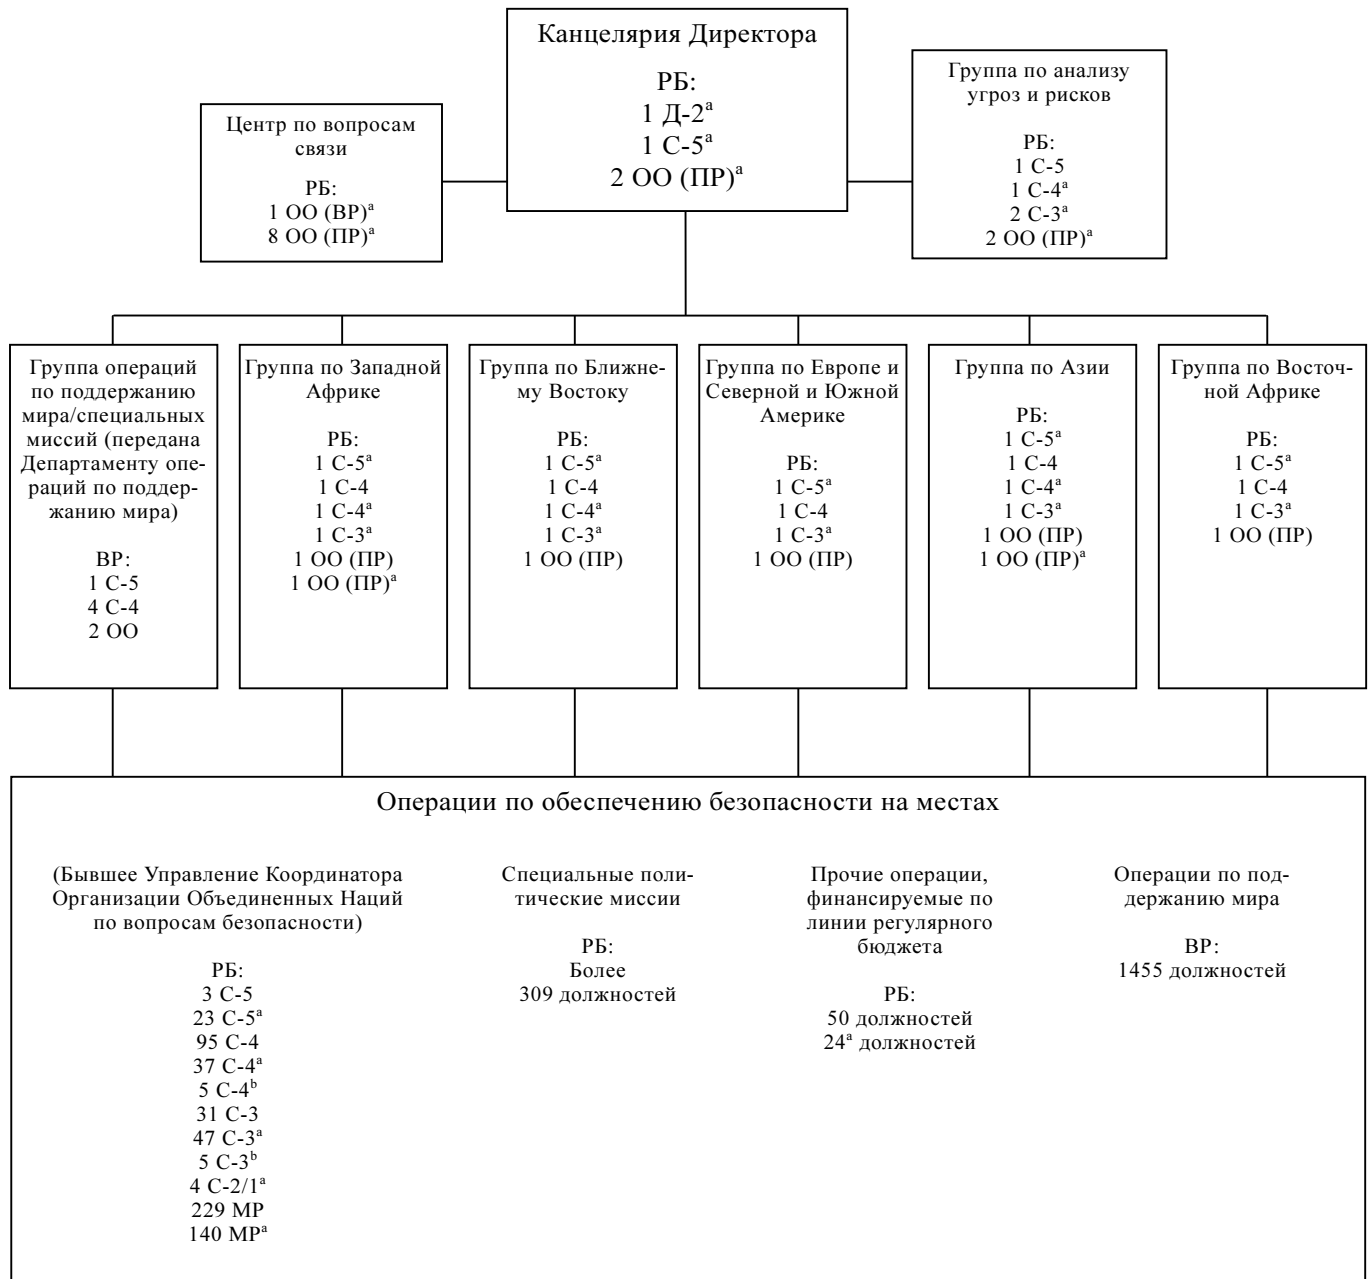 Канцелярия Директора
РБ:
1 Д-2ᵃ
1 С-5ᵃ
2 ОО (ПР)ᵃ
Центр по вопросам
связи
РБ:
1 ОО (ВР)ᵃ
8 ОО (ПР)ᵃ
Группа по анализу
угроз и рисков
РБ:
1 С-5
1 С-4ᵃ
2 С-3ᵃ
2 ОО (ПР)ᵃ
Группа операций
по поддержанию
мира/специальных
миссий (передана
Департаменту опе-
раций по поддер-
жанию мира)
ВР:
1 С-5
4 С-4
2 ОО
Группа по Западной
Африке
РБ:
1 С-5ᵃ
1 С-4
1 С-4ᵃ
1 С-3ᵃ
1 ОО (ПР)
1 ОО (ПР)ᵃ
Группа по Ближне-
му Востоку
РБ:
1 С-5ᵃ
1 С-4
1 С-4ᵃ
1 С-3ᵃ
1 ОО (ПР)
Группа по Европе и
Северной и Южной
Америке
РБ:
1 С-5ᵃ
1 С-4
1 С-3ᵃ
1 ОО (ПР)
Группа по Азии
РБ:
1 С-5ᵃ
1 С-4
1 С-4ᵃ
1 С-3ᵃ
1 ОО (ПР)
1 ОО (ПР)ᵃ
Группа по Восточ-
ной Африке
РБ:
1 С-5ᵃ
1 С-4
1 С-3ᵃ
1 ОО (ПР)
Операции по обеспечению безопасности на местах
(Бывшее Управление Координатора
Организации Объединенных Наций
по вопросам безопасности)
РБ:
3 С-5
23 С-5ᵃ
95 С-4
37 С-4ᵃ
5 С-4ᵇ
31 С-3
47 С-3ᵃ
5 С-3ᵇ
4 С-2/1ᵃ
229 МР
140 МРᵃ
Специальные поли-
тические миссии
РБ:
Более
309 должностей
Прочие операции,
финансируемые по
линии регулярного
бюджета
РБ:
50 должностей
24ᵃ должностей
Операции по под-
держанию мира
ВР:
1455 должностей